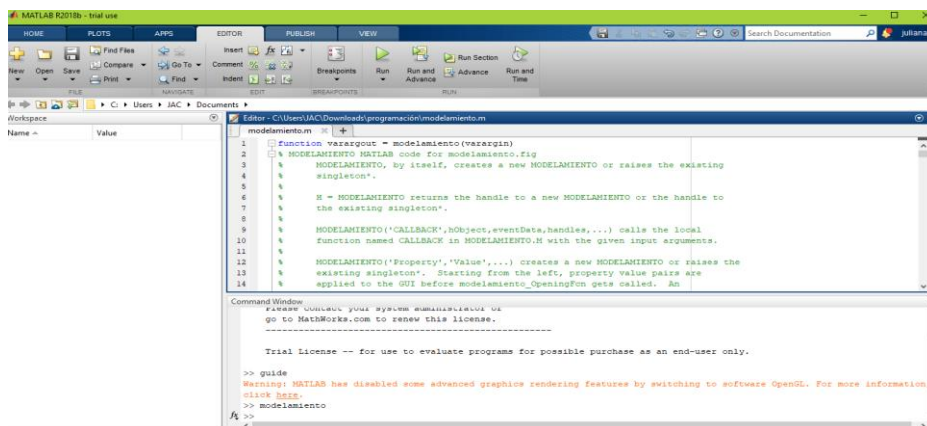 MATLAB R2018b - trial use
HOME PLOTS APPS EDITOR PUBLISH VIEW Search Documentation juliana
New Open Save Find Files Compare Print Go To Find Insert fx Comment % Indent Breakpoints Run Run and Advance Run Section Advance Run and Time
FILE NAVIGATE EDIT BREAKPOINTS RUN
C: Users JAC Documents
Workspace
Name Value
Editor - C:\Users\JAC\Downloads\programación\modelamiento.m
modelamiento.m +
1 function varargout = modelamiento(varargin)
2 % MODELAMIENTO MATLAB code for modelamiento.fig
3 % MODELAMIENTO, by itself, creates a new MODELAMIENTO or raises the existing
4 % singleton*.
5 %
6 % H = MODELAMIENTO returns the handle to a new MODELAMIENTO or the handle to
7 % the existing singleton*.
8 %
9 % MODELAMIENTO('CALLBACK',hObject,eventData,handles,...) calls the local
10 % function named CALLBACK in MODELAMIENTO.M with the given input arguments.
11 %
12 % MODELAMIENTO('Property','Value',...) creates a new MODELAMIENTO or raises the
13 % existing singleton*. Starting from the left, property value pairs are
14 % applied to the GUI before modelamiento_OpeningFcn gets called. An
Command Window
Please contact your system administrator or
go to MathWorks.com to renew this license.
----------------------------------------------------
Trial License -- for use to evaluate programs for possible purchase as an end-user only.
>> guide
Warning: MATLAB has disabled some advanced graphics rendering features by switching to software OpenGL. For more information
click here.
>> modelamiento
fx >>